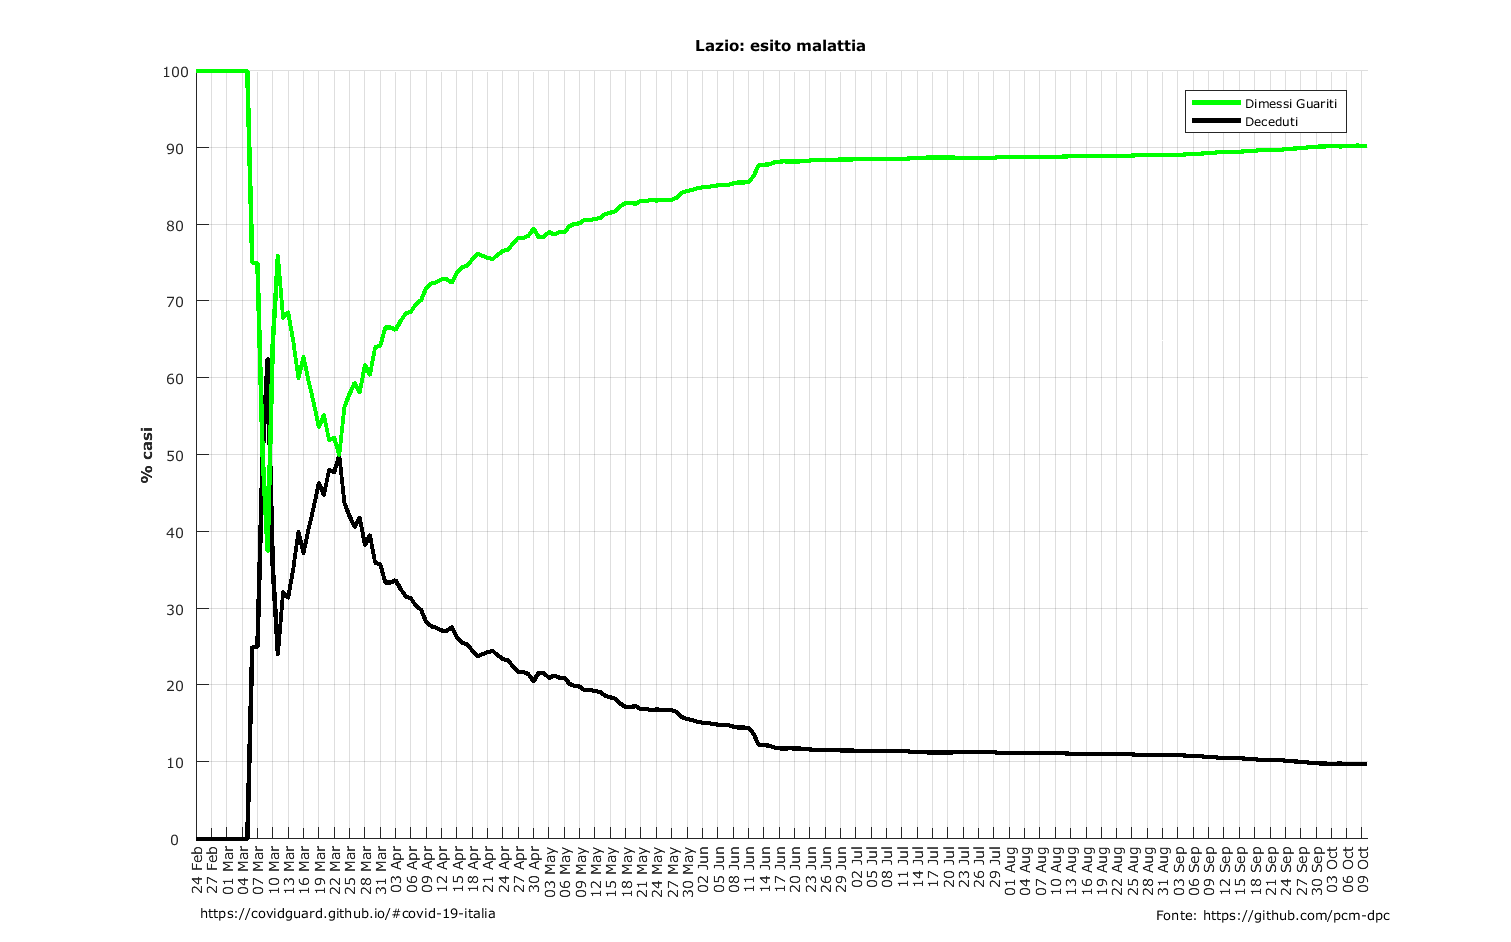 Lazio: esito malattia
100
90
80
70
60
50
40
30
20
10
0
% casi
Dimessi Guariti
Deceduti
24 Feb
27 Feb
01 Mar
04 Mar
07 Mar
10 Mar
13 Mar
16 Mar
19 Mar
22 Mar
25 Mar
28 Mar
31 Mar
03 Apr
06 Apr
09 Apr
12 Apr
15 Apr
18 Apr
21 Apr
24 Apr
27 Apr
30 Apr
03 May
06 May
09 May
12 May
15 May
18 May
21 May
24 May
27 May
30 May
02 Jun
05 Jun
08 Jun
11 Jun
14 Jun
17 Jun
20 Jun
23 Jun
26 Jun
29 Jun
02 Jul
05 Jul
08 Jul
11 Jul
14 Jul
17 Jul
20 Jul
23 Jul
26 Jul
29 Jul
01 Aug
04 Aug
07 Aug
10 Aug
13 Aug
16 Aug
19 Aug
22 Aug
25 Aug
28 Aug
31 Aug
03 Sep
06 Sep
09 Sep
12 Sep
15 Sep
18 Sep
21 Sep
24 Sep
27 Sep
30 Sep
03 Oct
06 Oct
09 Oct
https://covidguard.github.io/#covid-19-italia
Fonte: https://github.com/pcm-dpc